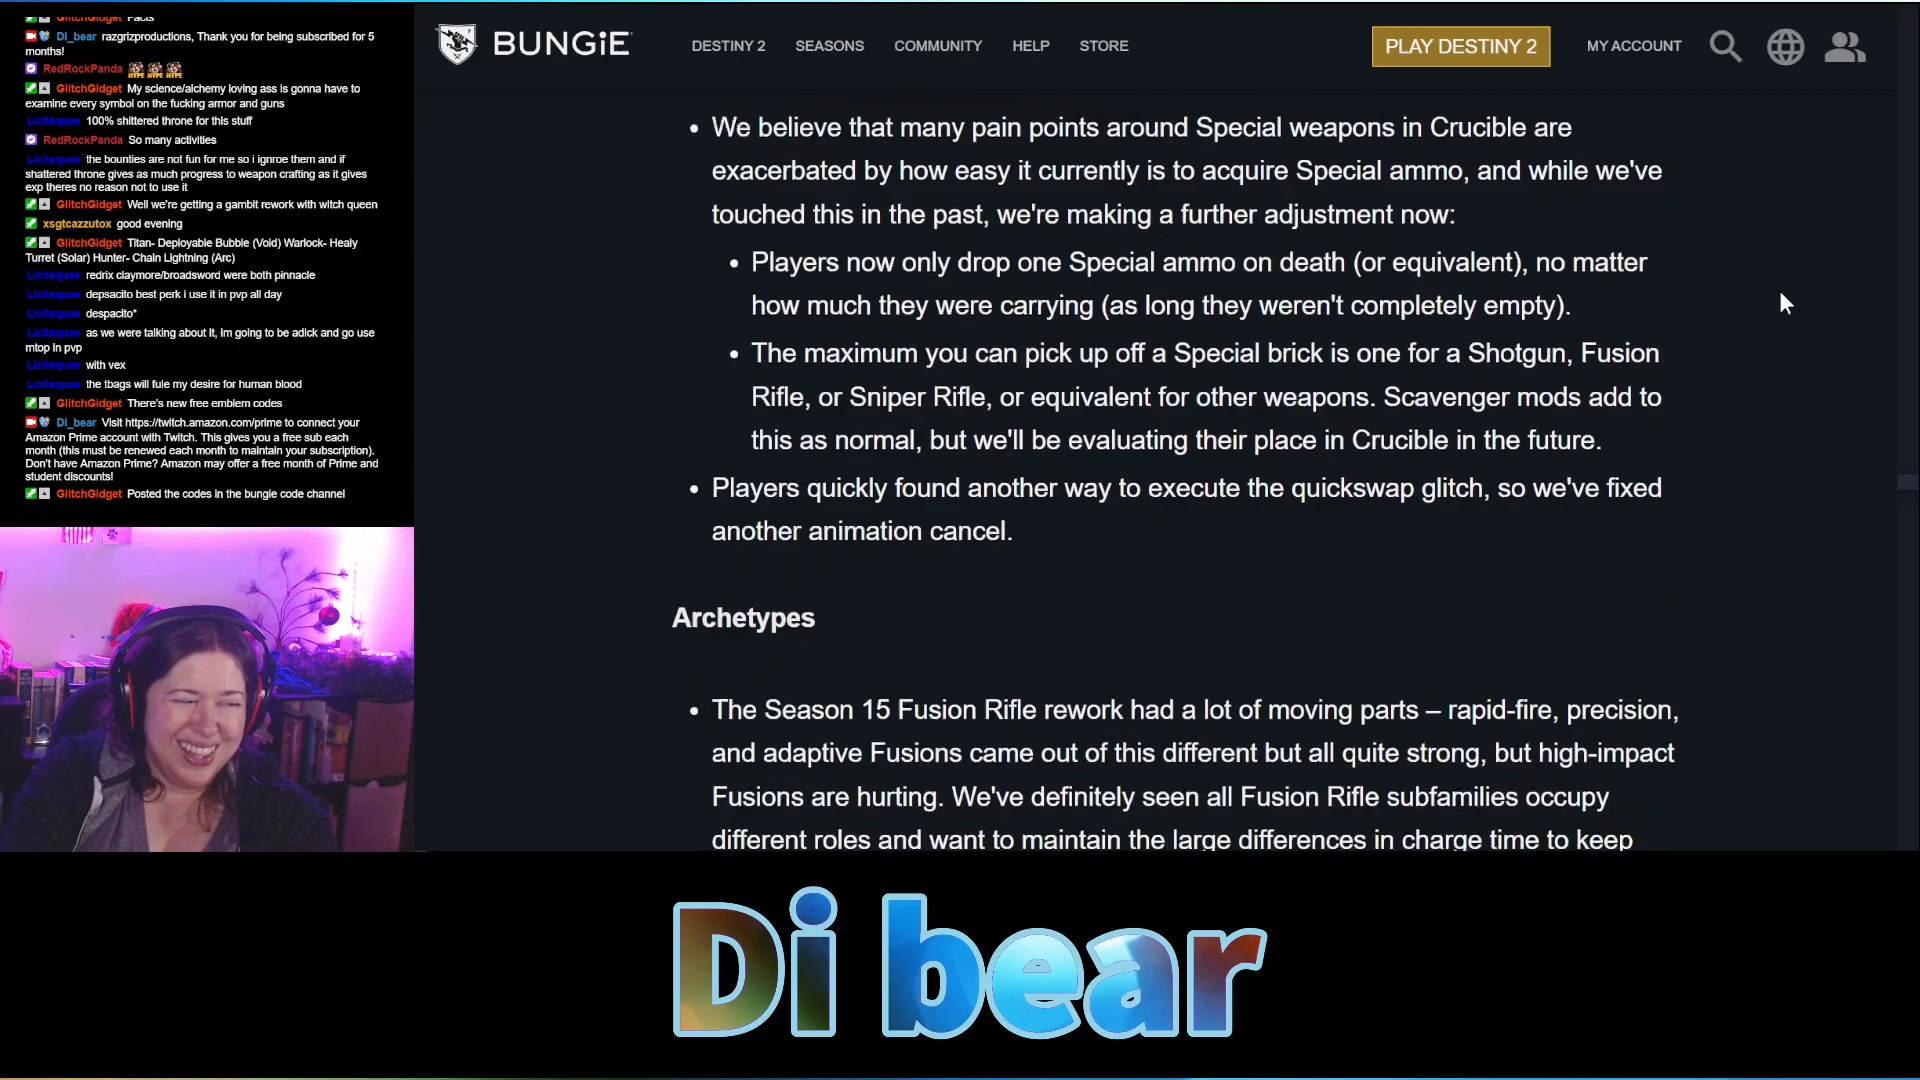 GlitchGidget Facts
Di_bear razgrizproductions, Thank you for being subscribed for 5
months!
RedRockPanda
GlitchGidget My science/alchemy loving ass is gonna have to
examine every symbol on the fucking armor and guns
100% shittered throne for this stuff
RedRockPanda So many activities
the bounties are not fun for me so i ignroe them and if
shattered throne gives as much progress to weapon crafting as it gives
exp theres no reason not to use it
GlitchGidget Well we're getting a gambit rework with witch queen
xsgtcazzutox good evening
GlitchGidget Titan- Deployable Bubble (Void) Warlock- Healy
Turret (Solar) Hunter- Chain Lightning (Arc)
redrix claymore/broadsword were both pinnacle
depsacito best perk i use it in pvp all day
despacito*
as we were talking about it, Im going to be adick and go use
mtop in pvp
with vex
the tbags will fule my desire for human blood
GlitchGidget There's new free emblem codes
Di_bear Visit https://twitch.amazon.com/prime to connect your
Amazon Prime account with Twitch. This gives you a free sub each
month (this must be renewed each month to maintain your subscription).
Don't have Amazon Prime? Amazon may offer a free month of Prime and
student discounts!
GlitchGidget Posted the codes in the bungie code channel
BUNGiE DESTINY 2 SEASONS COMMUNITY HELP STORE PLAY DESTINY 2 MY ACCOUNT
• We believe that many pain points around Special weapons in Crucible are
exacerbated by how easy it currently is to acquire Special ammo, and while we've
touched this in the past, we're making a further adjustment now:
• Players now only drop one Special ammo on death (or equivalent), no matter
how much they were carrying (as long they weren't completely empty).
• The maximum you can pick up off a Special brick is one for a Shotgun, Fusion
Rifle, or Sniper Rifle, or equivalent for other weapons. Scavenger mods add to
this as normal, but we'll be evaluating their place in Crucible in the future.
• Players quickly found another way to execute the quickswap glitch, so we've fixed
another animation cancel.
Archetypes
• The Season 15 Fusion Rifle rework had a lot of moving parts – rapid-fire, precision,
and adaptive Fusions came out of this different but all quite strong, but high-impact
Fusions are hurting. We've definitely seen all Fusion Rifle subfamilies occupy
different roles and want to maintain the large differences in charge time to keep
Di bear